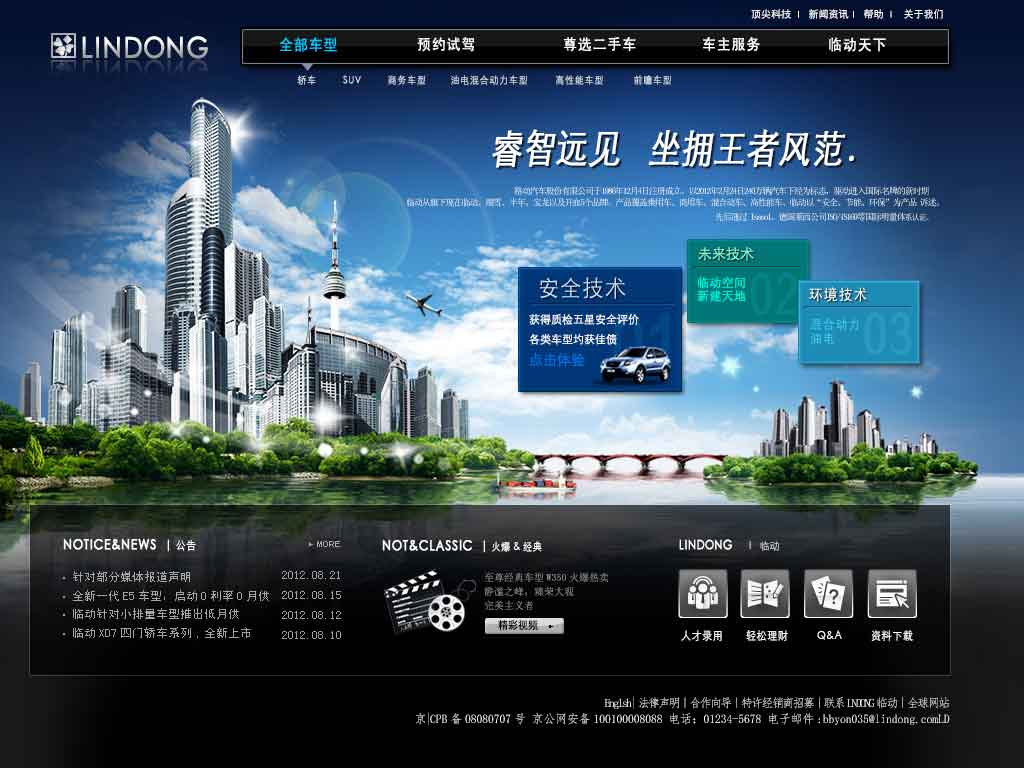 顶尖科技 | 新闻资讯 | 帮助 | 关于我们
LINDONG
全部车型 预约试驾 尊选二手车 车主服务 临动天下
轿车 SUV 商务车型 油电混合动力车型 高性能车型 前瞻车型
睿智远见 坐拥王者风范.
未来技术
临动空间
新建天地
02
安全技术
获得质检五星安全评价
各类车型均获佳债
点击体验
环境技术
混合动力
油电
03
NOTICE&NEWS | 公告
▸ MORE
· 针对部分媒体报道声明 2012.08.21
· 全新一代 E5 车型，启动 0 利率 0 月供 2012.08.15
· 临动针对小排量车型推出低月供 2012.08.12
· 临动 XD7 四门轿车系列，全新上市 2012.08.10
NOT&CLASSIC | 火爆 & 经典
至尊经典车型 W350 火爆热卖
静谧之峰，臻荣大观
完美主义者
精彩视频
LINDONG | 临动
人才录用 轻松理财 Q&A 资料下载
English| 法律声明 | 合作向导 | 特许经销商招募 | 联系 LINDONG 临动 | 全球网站
京|CPB 备 08080707 号 京公网安备 100100008088 电话: 01234-5678 电子邮件:bbyon035@lindong.comLD